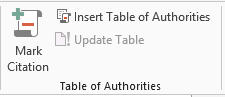 Mark
Citation
Insert Table of Authorities
Update Table
Table of Authorities